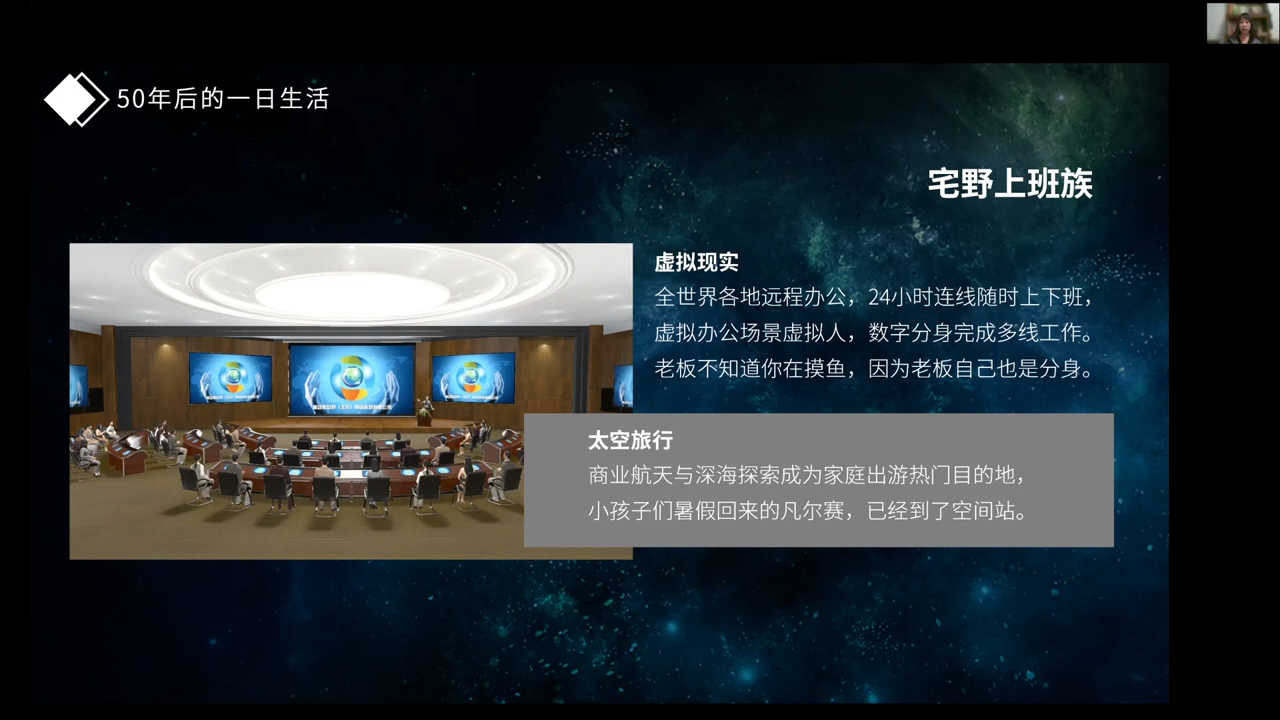 50年后的一日生活
宅野上班族
虚拟现实
全世界各地远程办公，24小时连线随时上下班，
虚拟办公场景虚拟人，数字分身完成多线工作。
老板不知道你在摸鱼，因为老板自己也是分身。
太空旅行
商业航天与深海探索成为家庭出游热门目的地，
小孩子们暑假回来的凡尔赛，已经到了空间站。